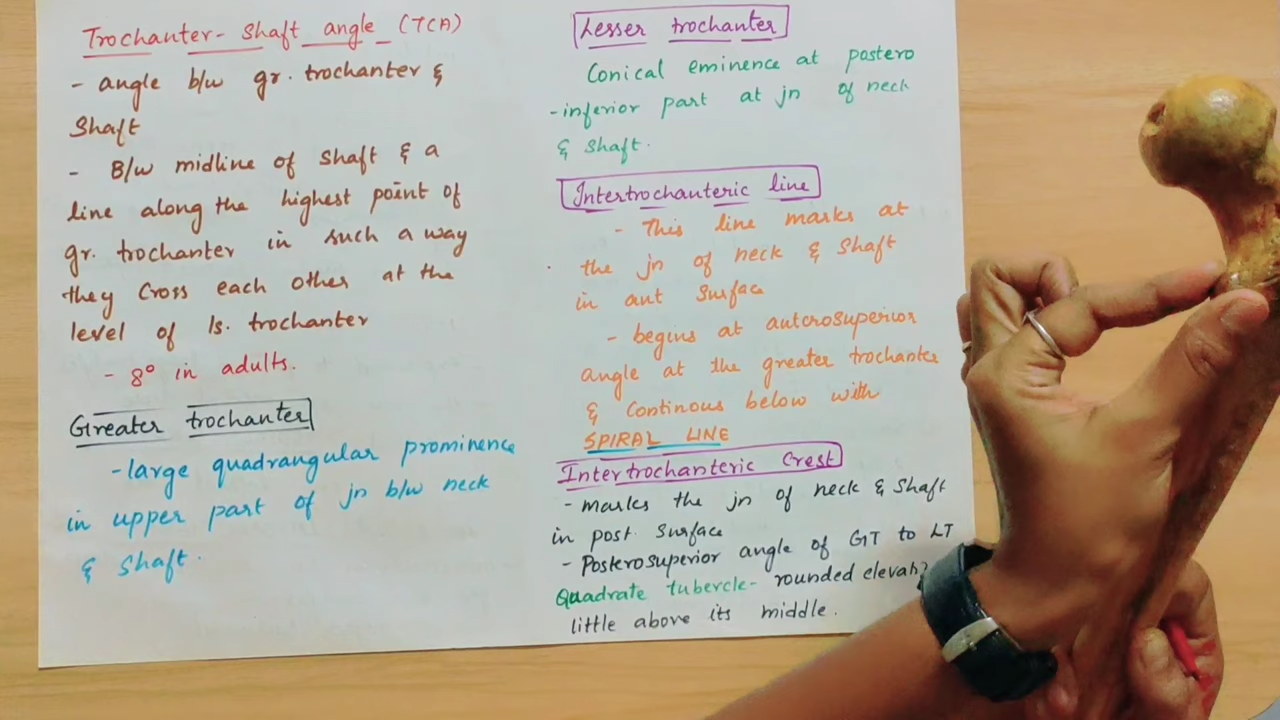 Trochanter- Shaft angle (TCA)
- angle b/w gr. trochanter &
Shaft
- B/w midline of Shaft & a
line along the highest point of
gr. trochanter in such a way
they Cross each other at the
level of ls. trochanter
- 8° in adults.
Greater trochanter
-large quadrangular prominence
in upper part of jn b/w neck
& Shaft.
Lesser trochanter
Conical eminence at postero
-inferior part at jn of neck
& Shaft.
Intertrochanteric line
- This line marks at
the jn of neck & Shaft
in ant Surface
- begins at anterosuperior
angle at the greater trochanter
& Continous below with
SPIRAL LINE
Intertrochanteric Crest
- marks the jn of neck & Shaft
in post. Surface
- Posterosuperior angle of GT to LT
Quadrate tubercle- rounded elevatn
little above its middle.